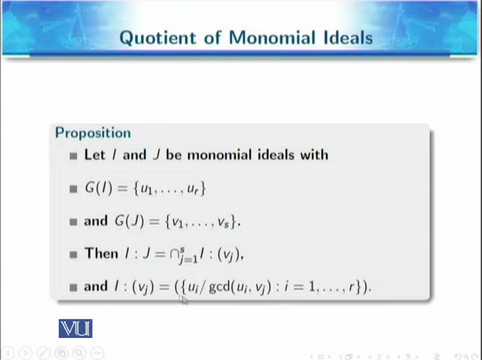 Quotient of Monomial Ideals
Proposition
Let I and J be monomial ideals with
G(I) = {u₁, . . . , uᵣ}
and G(J) = {v₁, . . . , vₛ}.
Then I : J = ∩ˢⱼ₌₁ I : (vⱼ),
and I : (vⱼ) = ({uᵢ/ gcd(uᵢ, vⱼ) : i = 1, . . . , r}).
VU